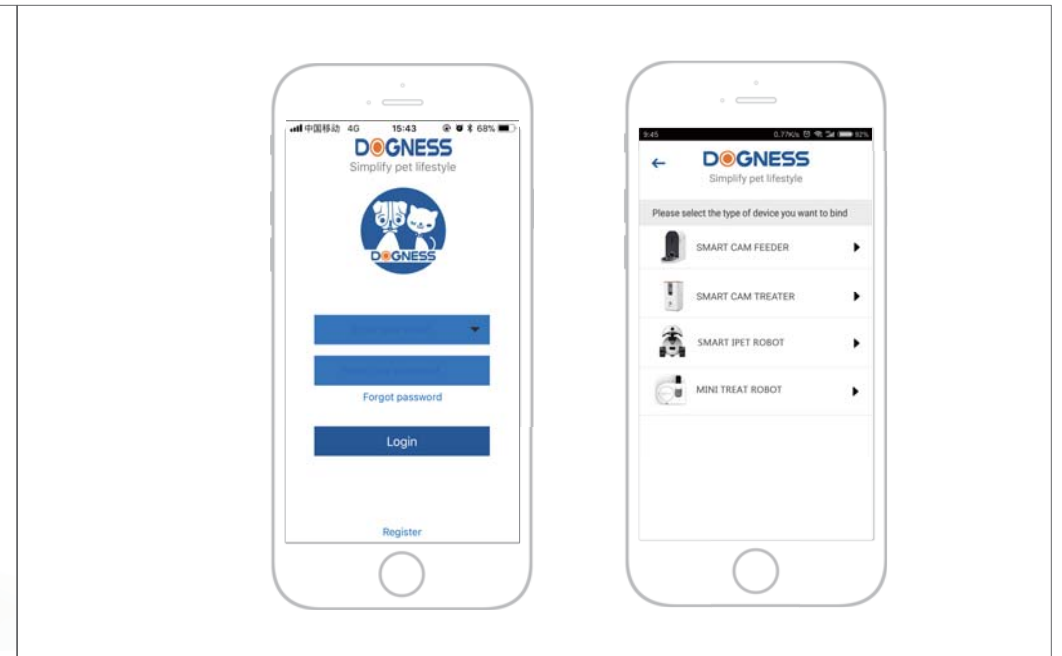 中国移动 4G 15:43 68%
DOGNESS
Simplify pet lifestyle
DOGNESS
Forgot password
Login
Register
9:45 0.77K/s 92%
DOGNESS
Simplify pet lifestyle
Please select the type of device you want to bind
SMART CAM FEEDER
SMART CAM TREATER
SMART IPET ROBOT
MINI TREAT ROBOT